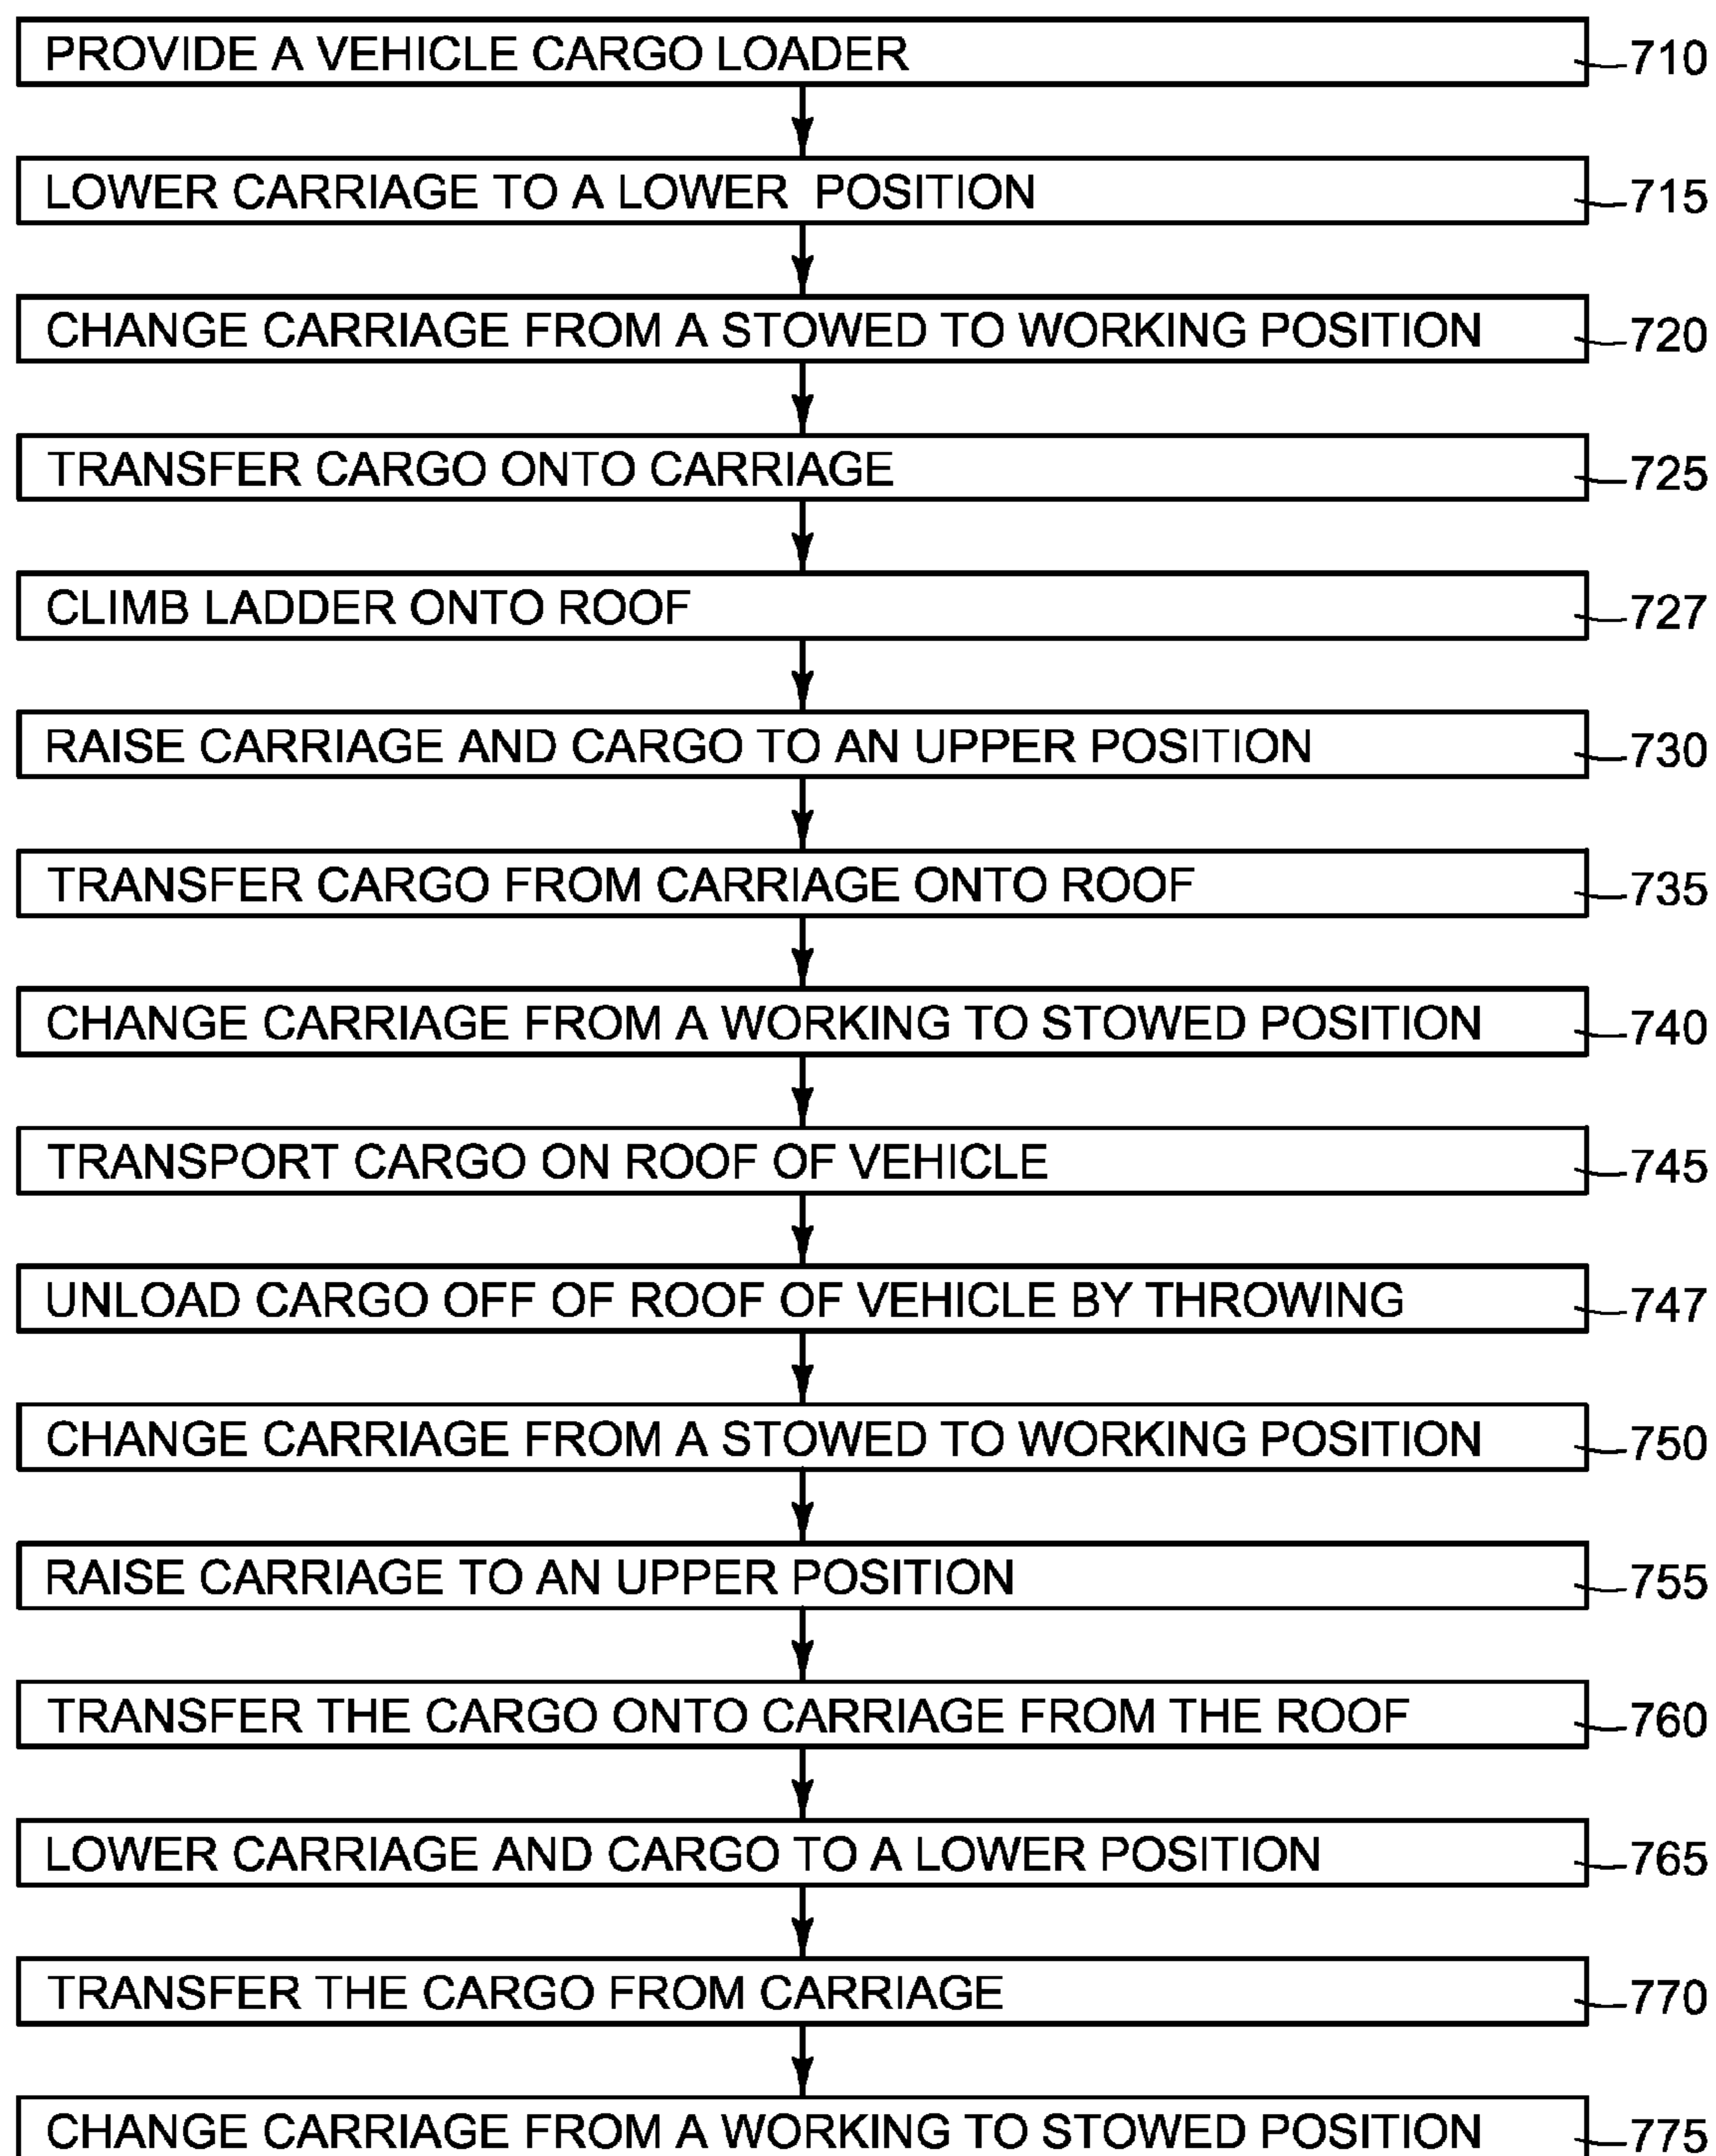 PROVIDE A VEHICLE CARGO LOADER 710
LOWER CARRIAGE TO A LOWER POSITION 715
CHANGE CARRIAGE FROM A STOWED TO WORKING POSITION 720
TRANSFER CARGO ONTO CARRIAGE 725
CLIMB LADDER ONTO ROOF 727
RAISE CARRIAGE AND CARGO TO AN UPPER POSITION 730
TRANSFER CARGO FROM CARRIAGE ONTO ROOF 735
CHANGE CARRIAGE FROM A WORKING TO STOWED POSITION 740
TRANSPORT CARGO ON ROOF OF VEHICLE 745
UNLOAD CARGO OFF OF ROOF OF VEHICLE BY THROWING 747
CHANGE CARRIAGE FROM A STOWED TO WORKING POSITION 750
RAISE CARRIAGE TO AN UPPER POSITION 755
TRANSFER THE CARGO ONTO CARRIAGE FROM THE ROOF 760
LOWER CARRIAGE AND CARGO TO A LOWER POSITION 765
TRANSFER THE CARGO FROM CARRIAGE 770
CHANGE CARRIAGE FROM A WORKING TO STOWED POSITION 775